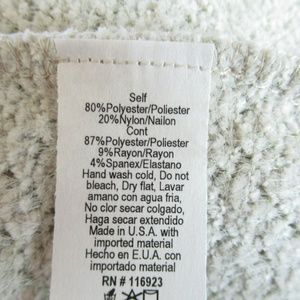 Self
80%Polyester/Poliester
20%Nylon/Nailon
Cont
87%Polyester/Poliester
9%Rayon/Rayon
4%Spanex/Elastano
Hand wash cold, Do not
bleach, Dry flat, Lavar
amano con agua fria,
No clor secar colgado,
Haga secar extendido
Made in U.S.A. with
imported material
Hecho en E.U.A. con
imported material
RN # 116923